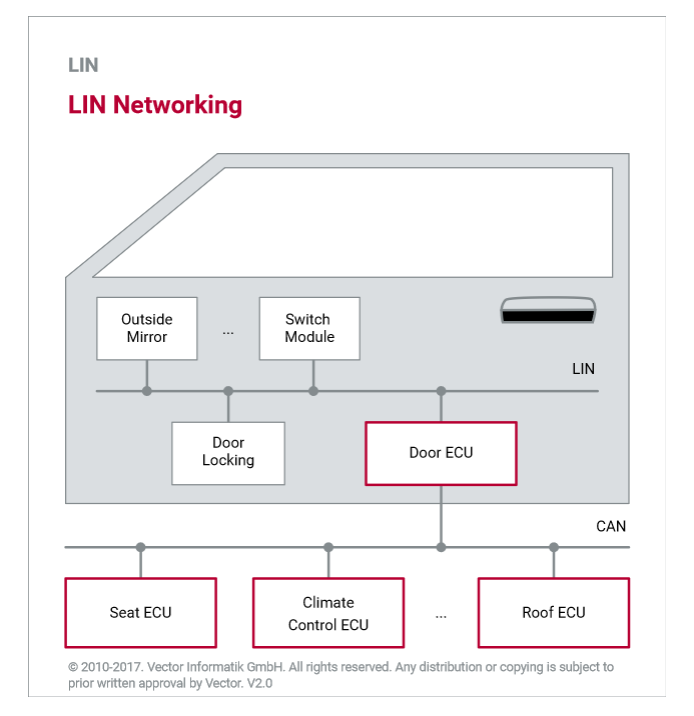 LIN
LIN Networking
Outside
Mirror
...
Switch
Module
LIN
Door
Locking
Door ECU
CAN
Seat ECU
Climate
Control ECU
...
Roof ECU
© 2010-2017. Vector Informatik GmbH. All rights reserved. Any distribution or copying is subject to
prior written approval by Vector. V2.0